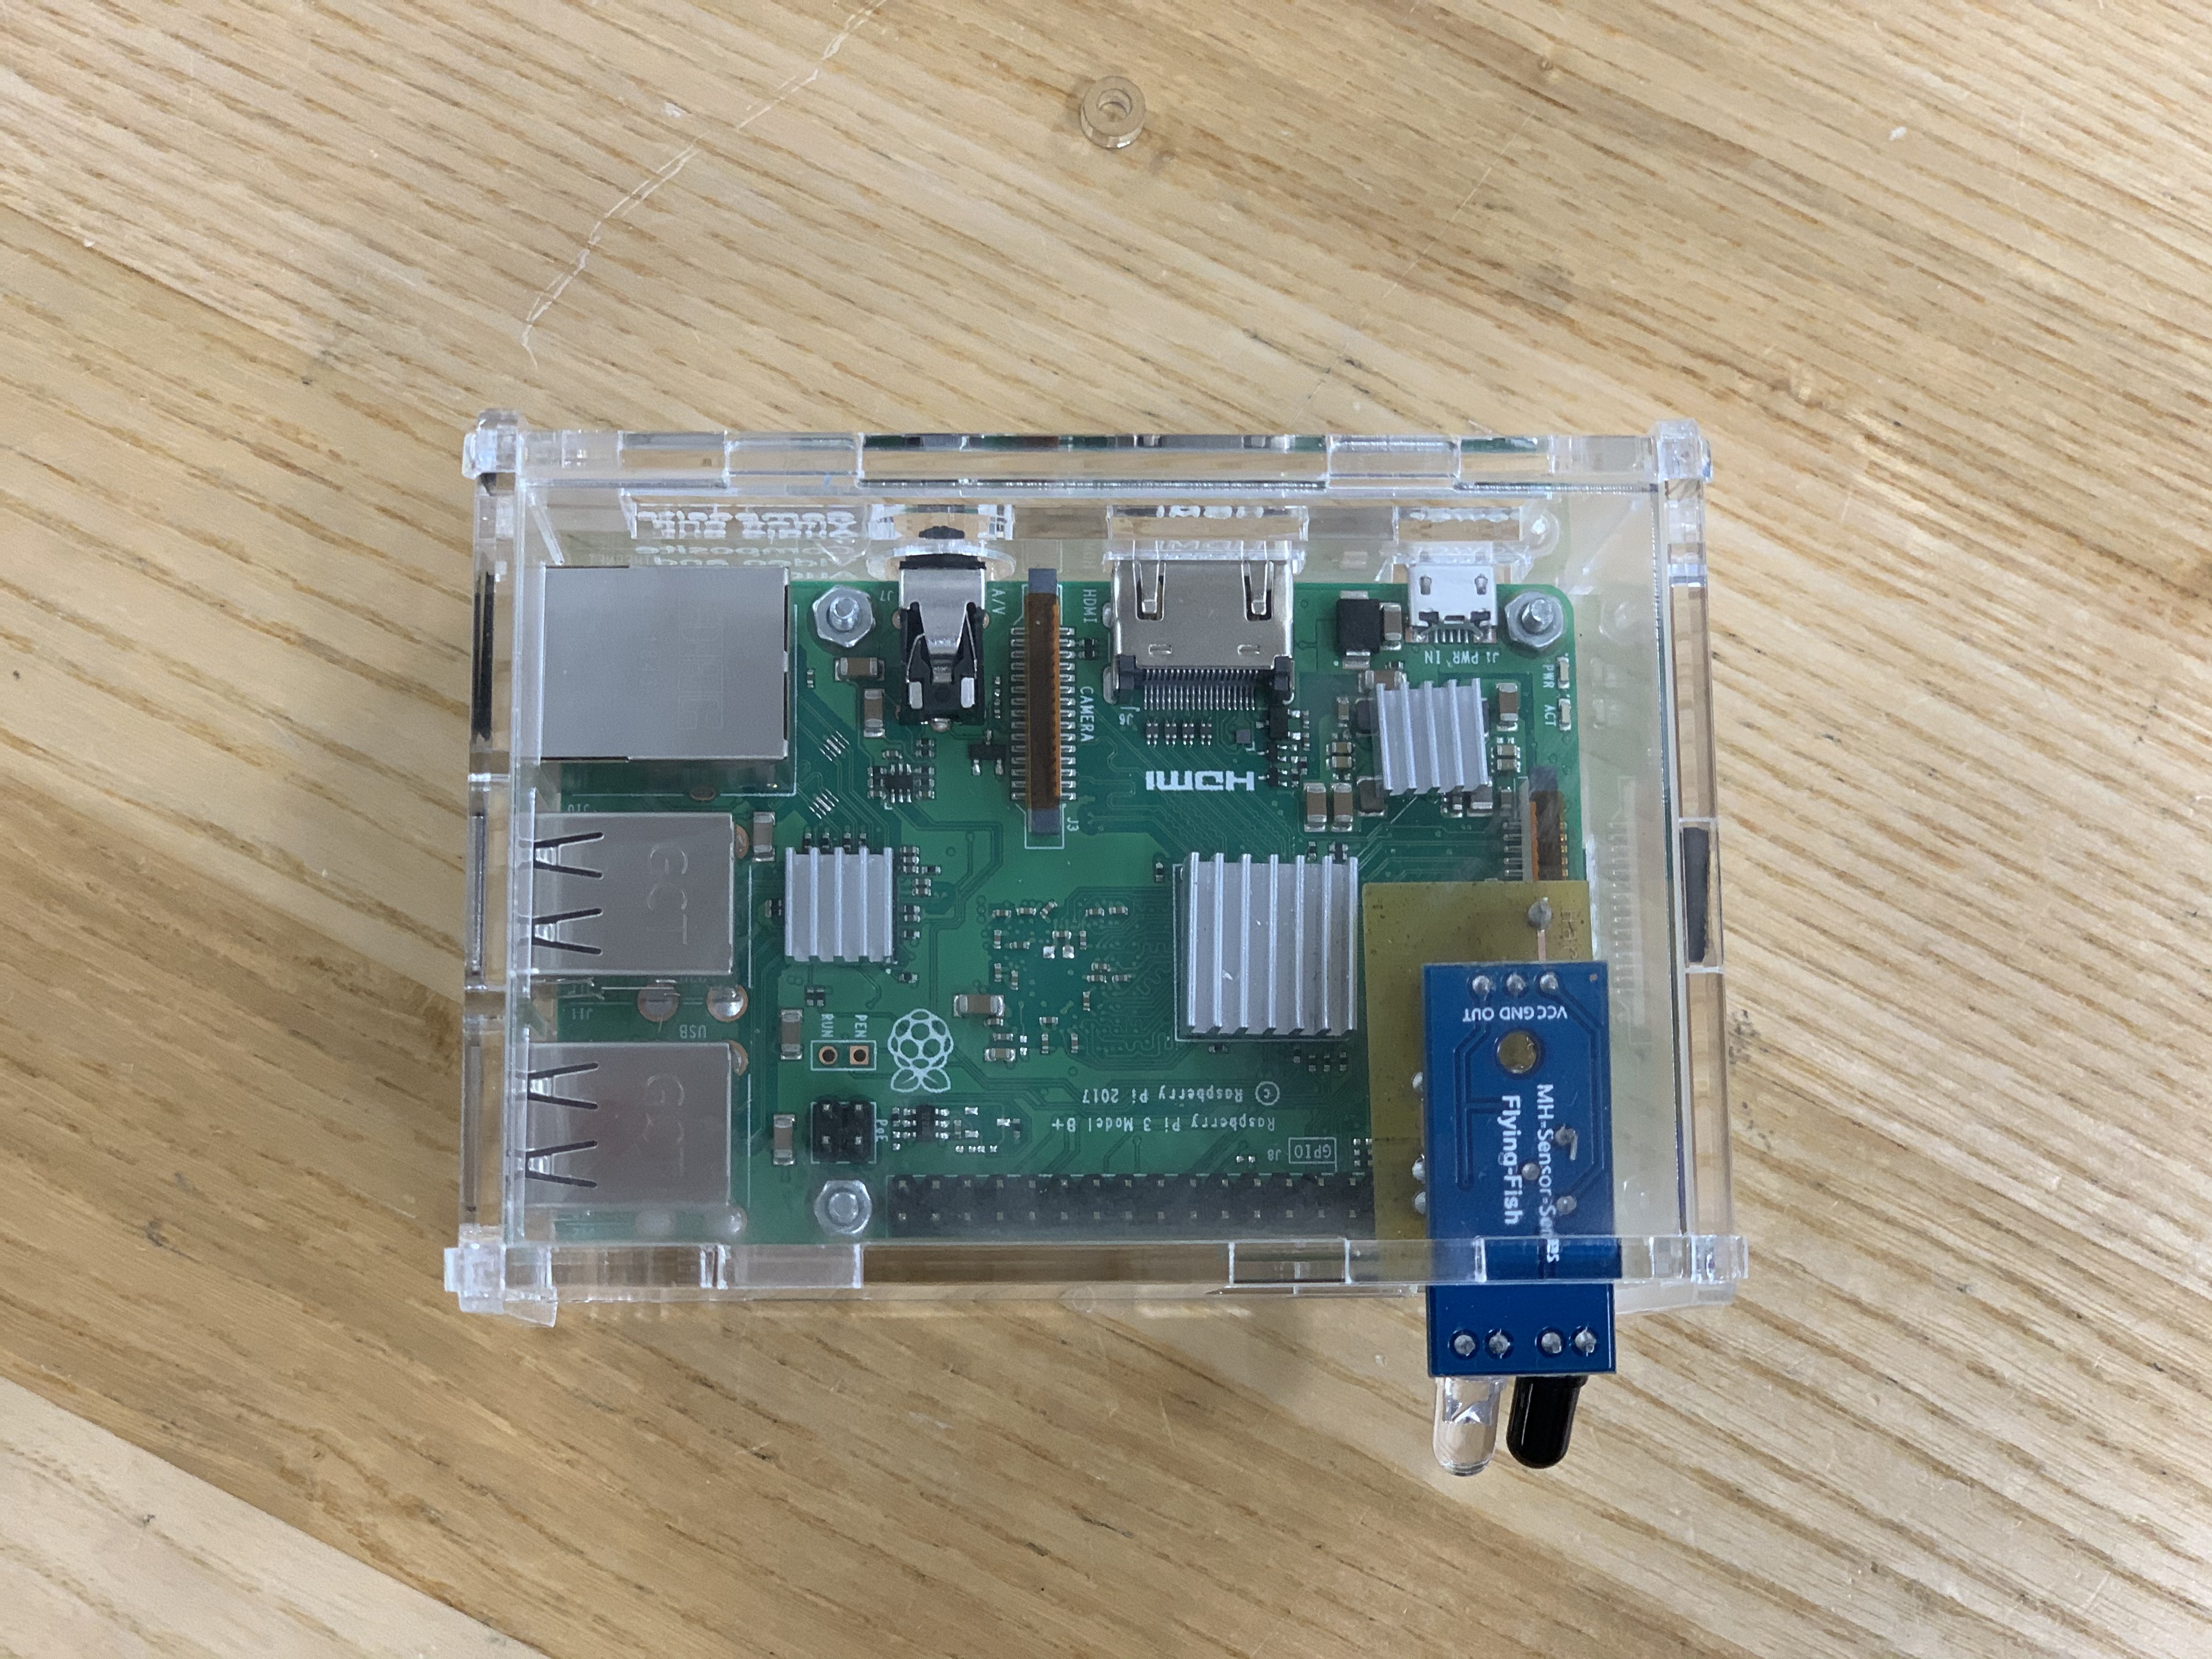 A/V
J7
HDMI
J1 PWR IN
PWR
ACT
CAMERA
J6
HDMI
J3
GCT
USB
J11
RUN
PEN
GCT
PoE
© Raspberry Pi 2017
Raspberry Pi 3 Model B+
GPIO
J8
VCC GND OUT
MH-Sensor-Series
Flying-Fish